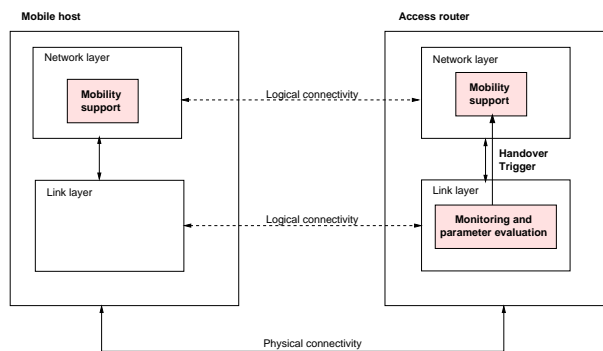 Mobile host
Access router
Network layer
Network layer
Mobility
support
Mobility
support
Logical connectivity
Handover
Trigger
Link layer
Link layer
Logical connectivity
Monitoring and
parameter evaluation
Physical connectivity